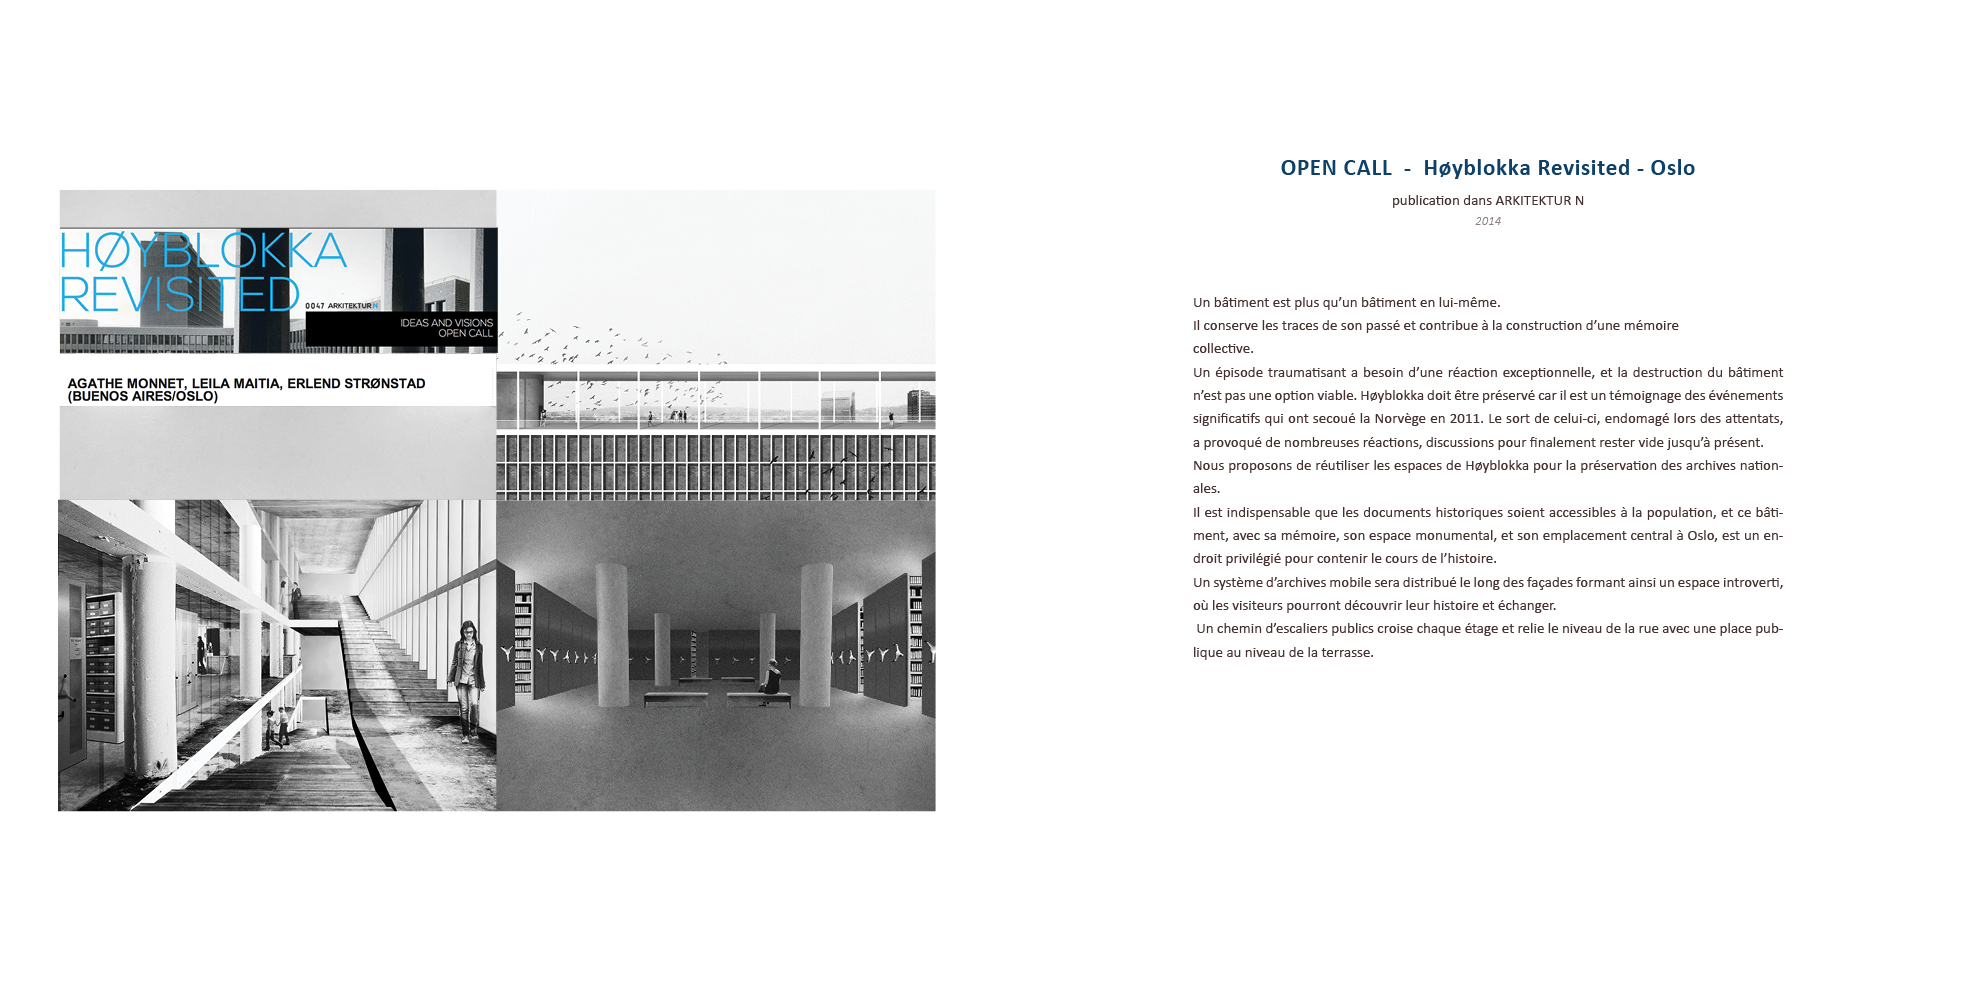 HØYBLOKKA
REVISITED
0047 ARKITEKTUR N
IDEAS AND VISIONS
OPEN CALL
AGATHE MONNET, LEILA MAITIA, ERLEND STRØNSTAD
(BUENOS AIRES/OSLO)
OPEN CALL - Høyblokka Revisited - Oslo
publication dans ARKITEKTUR N
2014
Un bâtiment est plus qu’un bâtiment en lui-même.
Il conserve les traces de son passé et contribue à la construction d’une mémoire
collective.
Un épisode traumatisant a besoin d’une réaction exceptionnelle, et la destruction du bâtiment
n’est pas une option viable. Høyblokka doit être préservé car il est un témoignage des événements
significatifs qui ont secoué la Norvège en 2011. Le sort de celui-ci, endomagé lors des attentats,
a provoqué de nombreuses réactions, discussions pour finalement rester vide jusqu’à présent.
Nous proposons de réutiliser les espaces de Høyblokka pour la préservation des archives nation-
ales.
Il est indispensable que les documents historiques soient accessibles à la population, et ce bâti-
ment, avec sa mémoire, son espace monumental, et son emplacement central à Oslo, est un en-
droit privilégié pour contenir le cours de l’histoire.
Un système d’archives mobile sera distribué le long des façades formant ainsi un espace introverti,
où les visiteurs pourront découvrir leur histoire et échanger.
Un chemin d’escaliers publics croise chaque étage et relie le niveau de la rue avec une place pub-
lique au niveau de la terrasse.